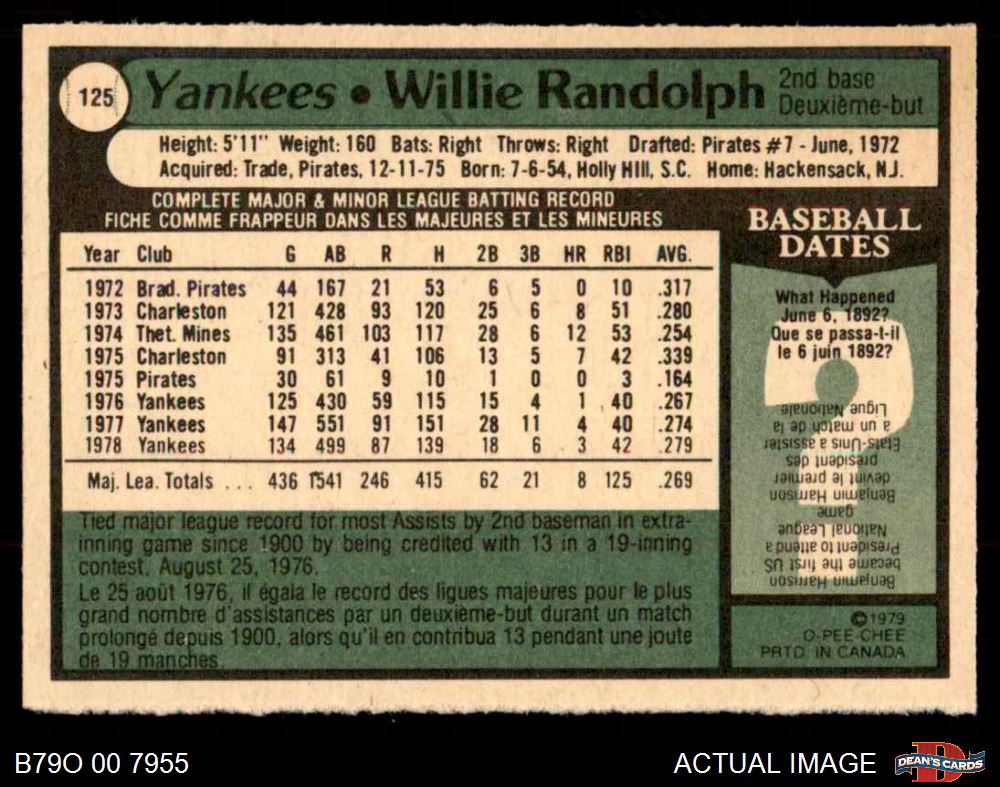 125 Yankees • Willie Randolph 2nd base
Deuxième-but
Height: 5'11" Weight: 160 Bats: Right Throws: Right Drafted: Pirates #7 - June, 1972
Acquired: Trade, Pirates, 12-11-75 Born: 7-6-54, Holly Hill, S.C. Home: Hackensack, N.J.
COMPLETE MAJOR & MINOR LEAGUE BATTING RECORD
FICHE COMME FRAPPEUR DANS LES MAJEURES ET LES MINEURES
Year Club G AB R H 2B 3B HR RBI AVG.
1972 Brad. Pirates 44 167 21 53 6 5 0 10 .317
1973 Charleston 121 428 93 120 25 6 8 51 .280
1974 Thet. Mines 135 461 103 117 28 6 12 53 .254
1975 Charleston 91 313 41 106 13 5 7 42 .339
1975 Pirates 30 61 9 10 1 0 0 3 .164
1976 Yankees 125 430 59 115 15 4 1 40 .267
1977 Yankees 147 551 91 151 28 11 4 40 .274
1978 Yankees 134 499 87 139 18 6 3 42 .279
Maj. Lea. Totals . . . 436 1541 246 415 62 21 8 125 .269
Tied major league record for most Assists by 2nd baseman in extra-
inning game since 1900 by being credited with 13 in a 19-inning
contest, August 25, 1976.
Le 25 août 1976, il égala le record des ligues majeures pour le plus
grand nombre d'assistances par un deuxième-but durant un match
prolongé depuis 1900, alors qu'il en contribua 13 pendant une joute
de 19 manches.
BASEBALL
DATES
What Happened
June 6, 1892?
Que se passa-t-il
le 6 juin 1892?
Benjamin Harrison
became the first US
President to attend a
National League
game
Benjamin Harrison
devint le premier
président des
États-Unis à assister
à un match de la
Ligue Nationale
©1979
O-PEE-CHEE
PRTD. IN CANADA
B79O 00 7955
ACTUAL IMAGE
D
DEAN'S CARDS